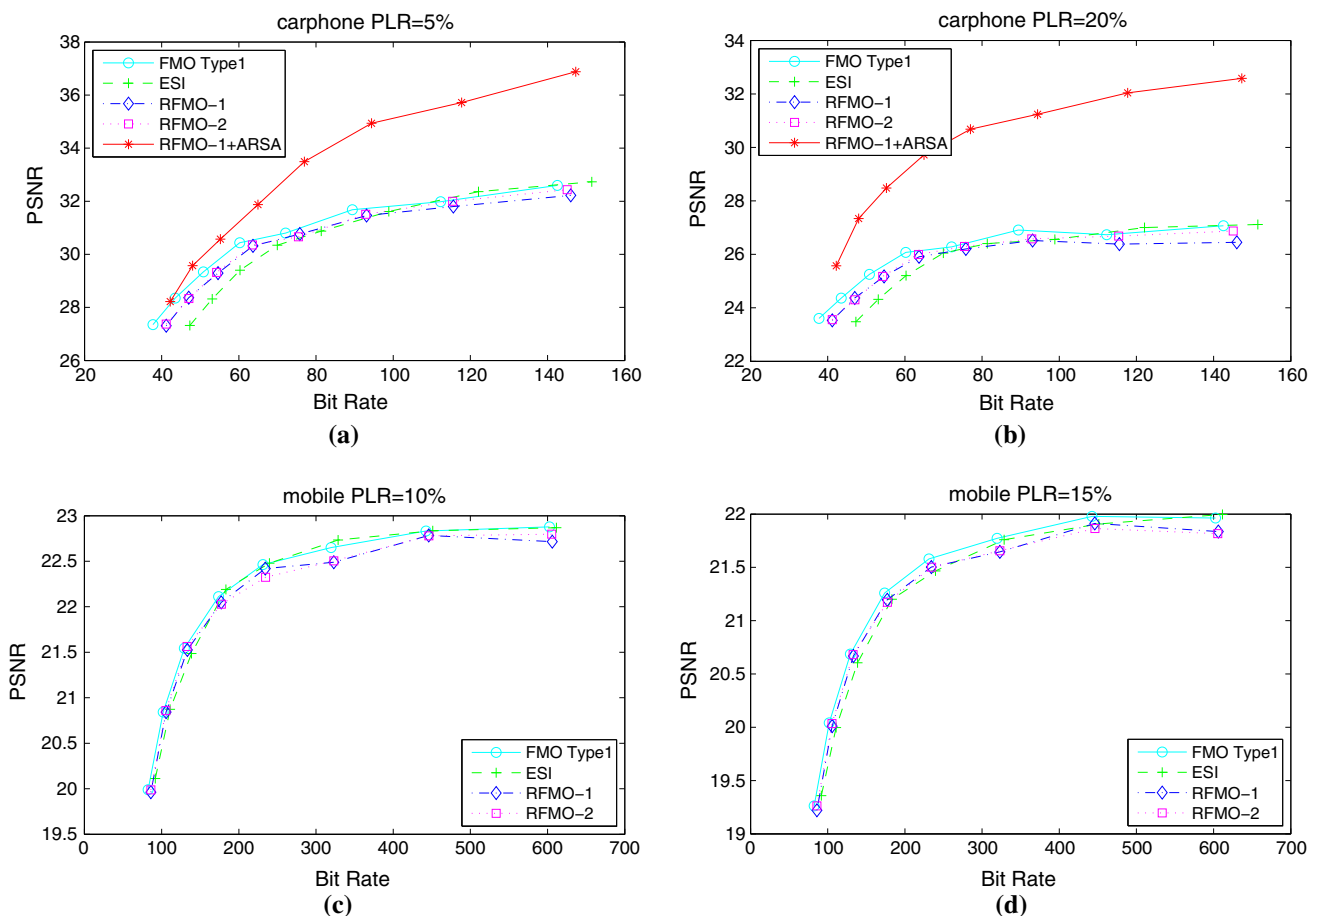 carphone PLR=5%
38
36
34
32
30
28
26
20
40
60
80
100
120
140
160
PSNR
Bit Rate
FMO Type1
ESI
RFMO-1
RFMO-2
RFMO-1+ARSA
(a)
carphone PLR=20%
34
32
30
28
26
24
22
20
40
60
80
100
120
140
160
PSNR
Bit Rate
FMO Type1
ESI
RFMO-1
RFMO-2
RFMO-1+ARSA
(b)
mobile PLR=10%
23
22.5
22
21.5
21
20.5
20
19.5
0
100
200
300
400
500
600
700
PSNR
Bit Rate
FMO Type1
ESI
RFMO-1
RFMO-2
(c)
mobile PLR=15%
22
21.5
21
20.5
20
19.5
19
0
100
200
300
400
500
600
700
PSNR
Bit Rate
FMO Type1
ESI
RFMO-1
RFMO-2
(d)